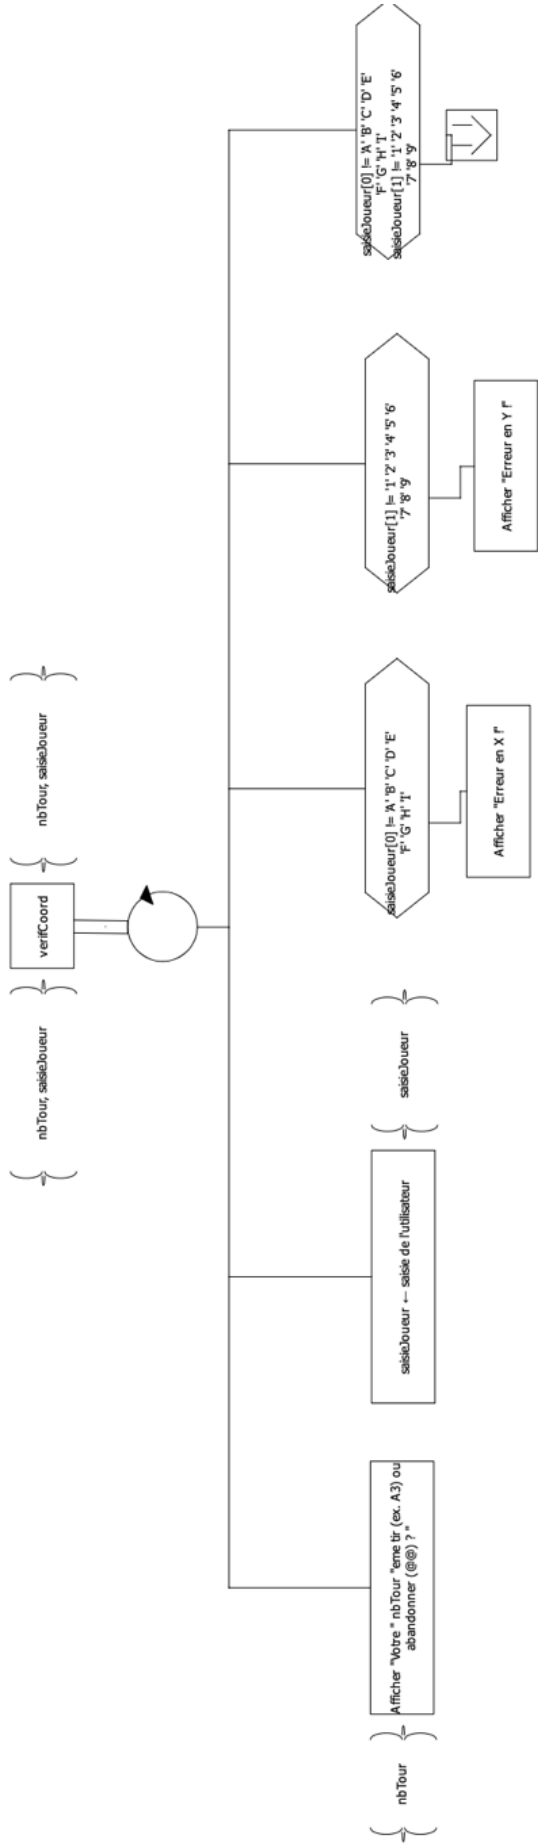 nbTour, saisieJoueur
verifCoord
nbTour, saisieJoueur
nbTour
Afficher "Votre " nbTour "eme tir (ex. A3) ou
abandonner (@@) ? "
saisieJoueur ← saisie de l'utilisateur
saisieJoueur
saisieJoueur[0] != 'A' 'B' 'C' 'D' 'E'
'F' 'G' 'H' 'I'
Afficher "Erreur en X !"
saisieJoueur[1] != '1' '2' '3' '4' '5' '6'
'7' '8' '9'
Afficher "Erreur en Y !"
saisieJoueur[0] != 'A' 'B' 'C' 'D' 'E'
'F' 'G' 'H' 'I'
saisieJoueur[1] != '1' '2' '3' '4' '5' '6'
'7' '8' '9'